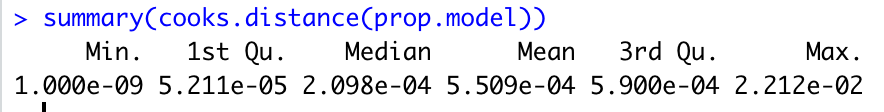 > summary(cooks.distance(prop.model))
Min. 1st Qu. Median Mean 3rd Qu. Max.
1.000e-09 5.211e-05 2.098e-04 5.509e-04 5.900e-04 2.212e-02